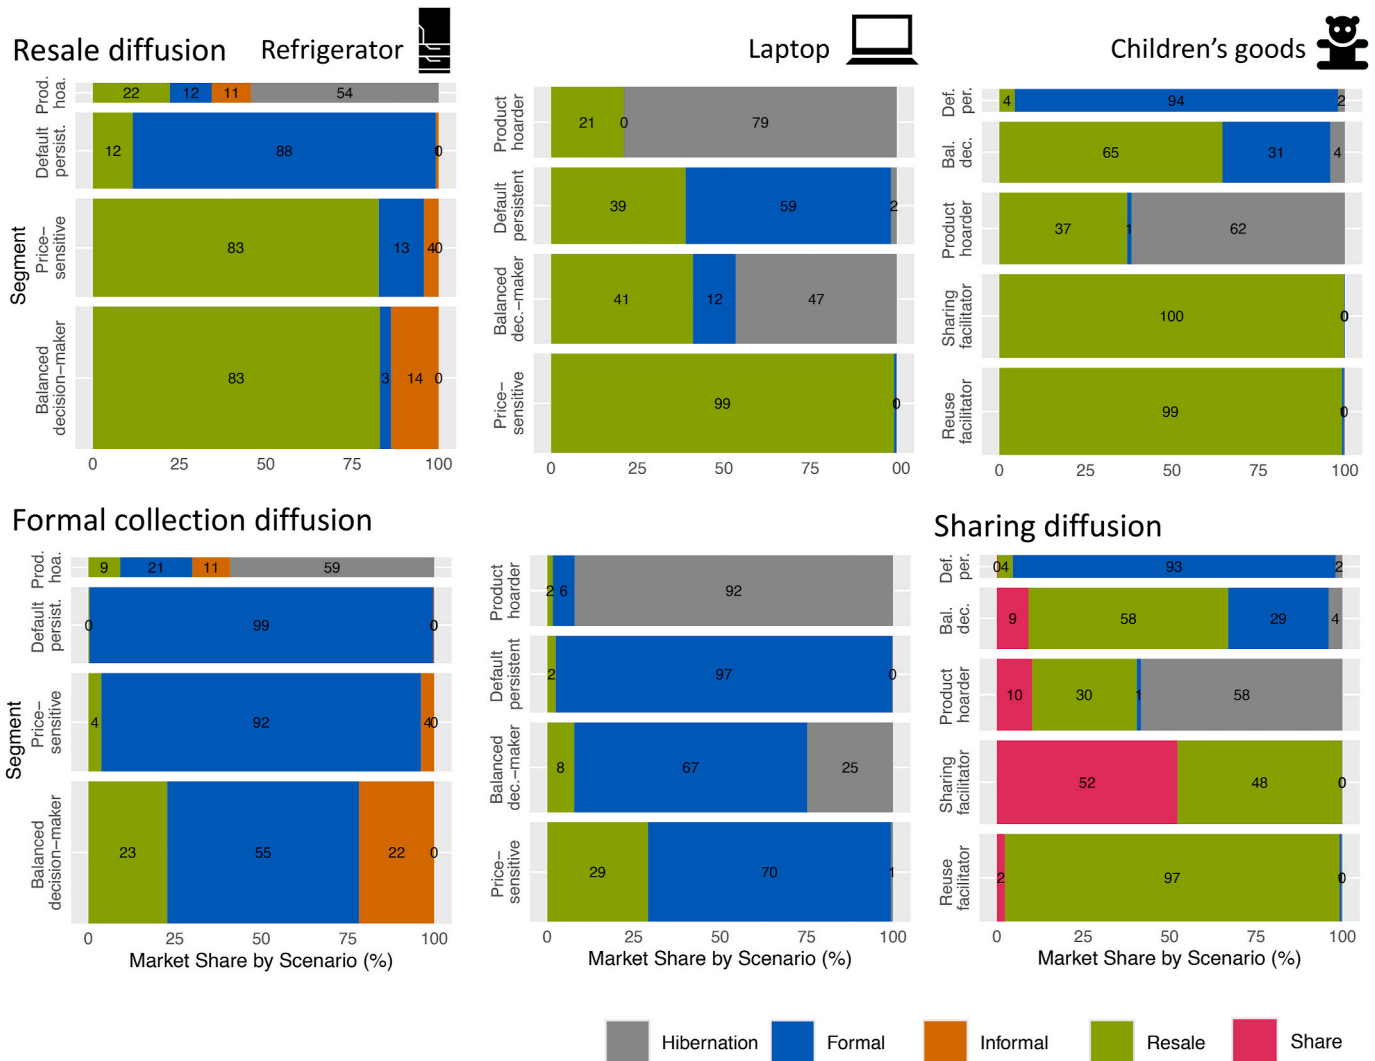 Resale diffusion
Refrigerator
Laptop
Children's goods
Segment
Prod.
hoa.
22 12 11 54
Default
persist.
12 88 0
Price-
sensitive
83 13 4 0
Balanced
decision-maker
83 3 14 0
0 25 50 75 100
Product
hoarder
21 0 79
Default
persistent
39 59 2
Balanced
dec.-maker
41 12 47
Price-
sensitive
99 0
0 25 50 75 00
Def.
per.
4 94 2
Bal.
dec.
65 31 4
Product
hoarder
37 1 62
Sharing
facilitator
100 0
Reuse
facilitator
99 0
0 25 50 75 100
Formal collection diffusion
Sharing diffusion
Segment
Prod.
hoa.
9 21 11 59
Default
persist.
0 99 0
Price-
sensitive
4 92 4 0
Balanced
decision-maker
23 55 22 0
0 25 50 75 100
Market Share by Scenario (%)
Product
hoarder
2 6 92
Default
persistent
2 97 0
Balanced
dec.-maker
8 67 25
Price-
sensitive
29 70 1
0 25 50 75 100
Market Share by Scenario (%)
Def.
per.
0 4 93 2
Bal.
dec.
9 58 29 4
Product
hoarder
10 30 1 58
Sharing
facilitator
52 48 0
Reuse
facilitator
2 97 0
0 25 50 75 100
Market Share by Scenario (%)
Hibernation
Formal
Informal
Resale
Share